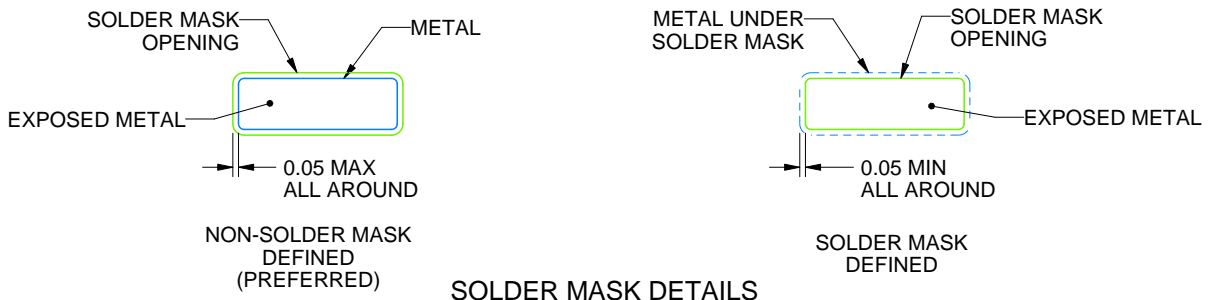 SOLDER MASK
OPENING
METAL
EXPOSED METAL
0.05 MAX
ALL AROUND
NON-SOLDER MASK
DEFINED
(PREFERRED)
METAL UNDER
SOLDER MASK
SOLDER MASK
OPENING
EXPOSED METAL
0.05 MIN
ALL AROUND
SOLDER MASK
DEFINED
SOLDER MASK DETAILS